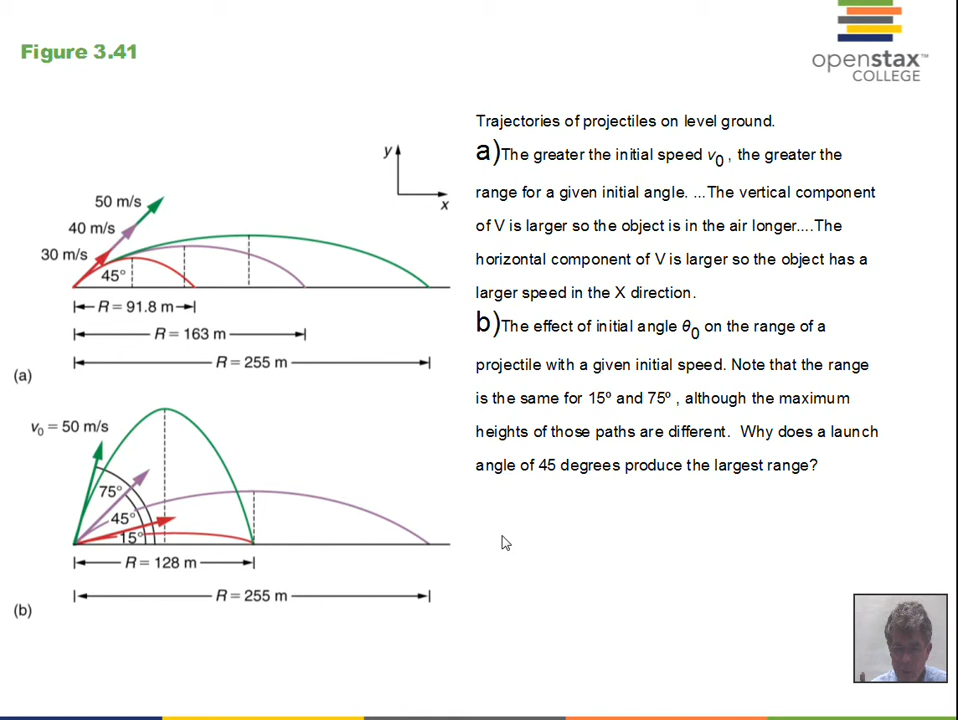 Figure 3.41
openstax™
COLLEGE
Trajectories of projectiles on level ground.
a)The greater the initial speed v0 , the greater the
range for a given initial angle. ...The vertical component
of V is larger so the object is in the air longer....The
horizontal component of V is larger so the object has a
larger speed in the X direction.
b)The effect of initial angle θ0 on the range of a
projectile with a given initial speed. Note that the range
is the same for 15º and 75º , although the maximum
heights of those paths are different.  Why does a launch
angle of 45 degrees produce the largest range?
y
x
50 m/s
40 m/s
30 m/s
45°
R = 91.8 m
R = 163 m
R = 255 m
(a)
v0 = 50 m/s
75°
45°
15°
R = 128 m
R = 255 m
(b)